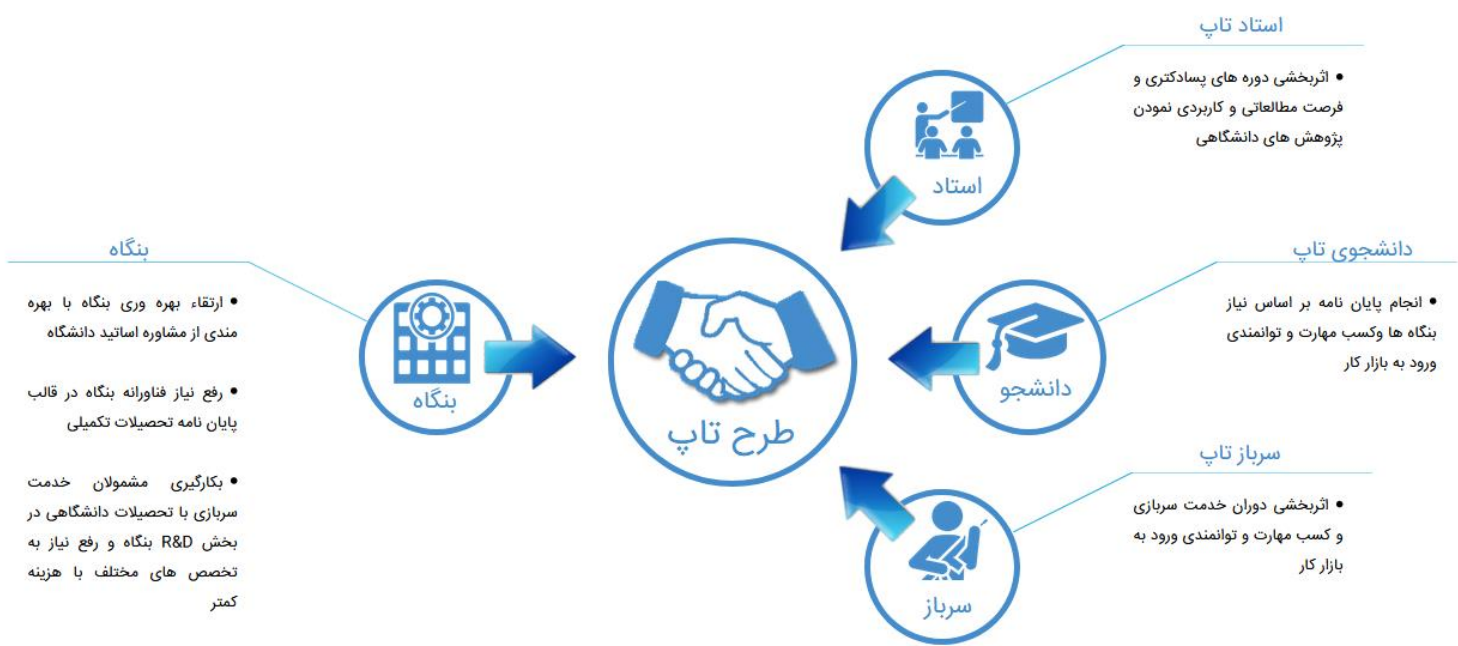 استاد تاپ
• اثربخشی دوره های پسادکتری و
فرصت مطالعاتی و کاربردی نمودن
پژوهش های دانشگاهی
استاد
دانشجوی تاپ
• انجام پایان نامه بر اساس نیاز
بنگاه ها وکسب مهارت و توانمندی
ورود به بازار کار
دانشجو
سرباز تاپ
• اثربخشی دوران خدمت سربازی
و کسب مهارت و توانمندی ورود به
بازار کار
سرباز
طرح تاپ
بنگاه
بنگاه
• ارتقاء بهره وری بنگاه با بهره
مندی از مشاوره اساتید دانشگاه
• رفع نیاز فناورانه بنگاه در قالب
پایان نامه تحصیلات تکمیلی
• بکارگیری مشمولان خدمت
سربازی با تحصیلات دانشگاهی در
بخش R&D بنگاه و رفع نیاز به
تخصص های مختلف با هزینه
کمتر